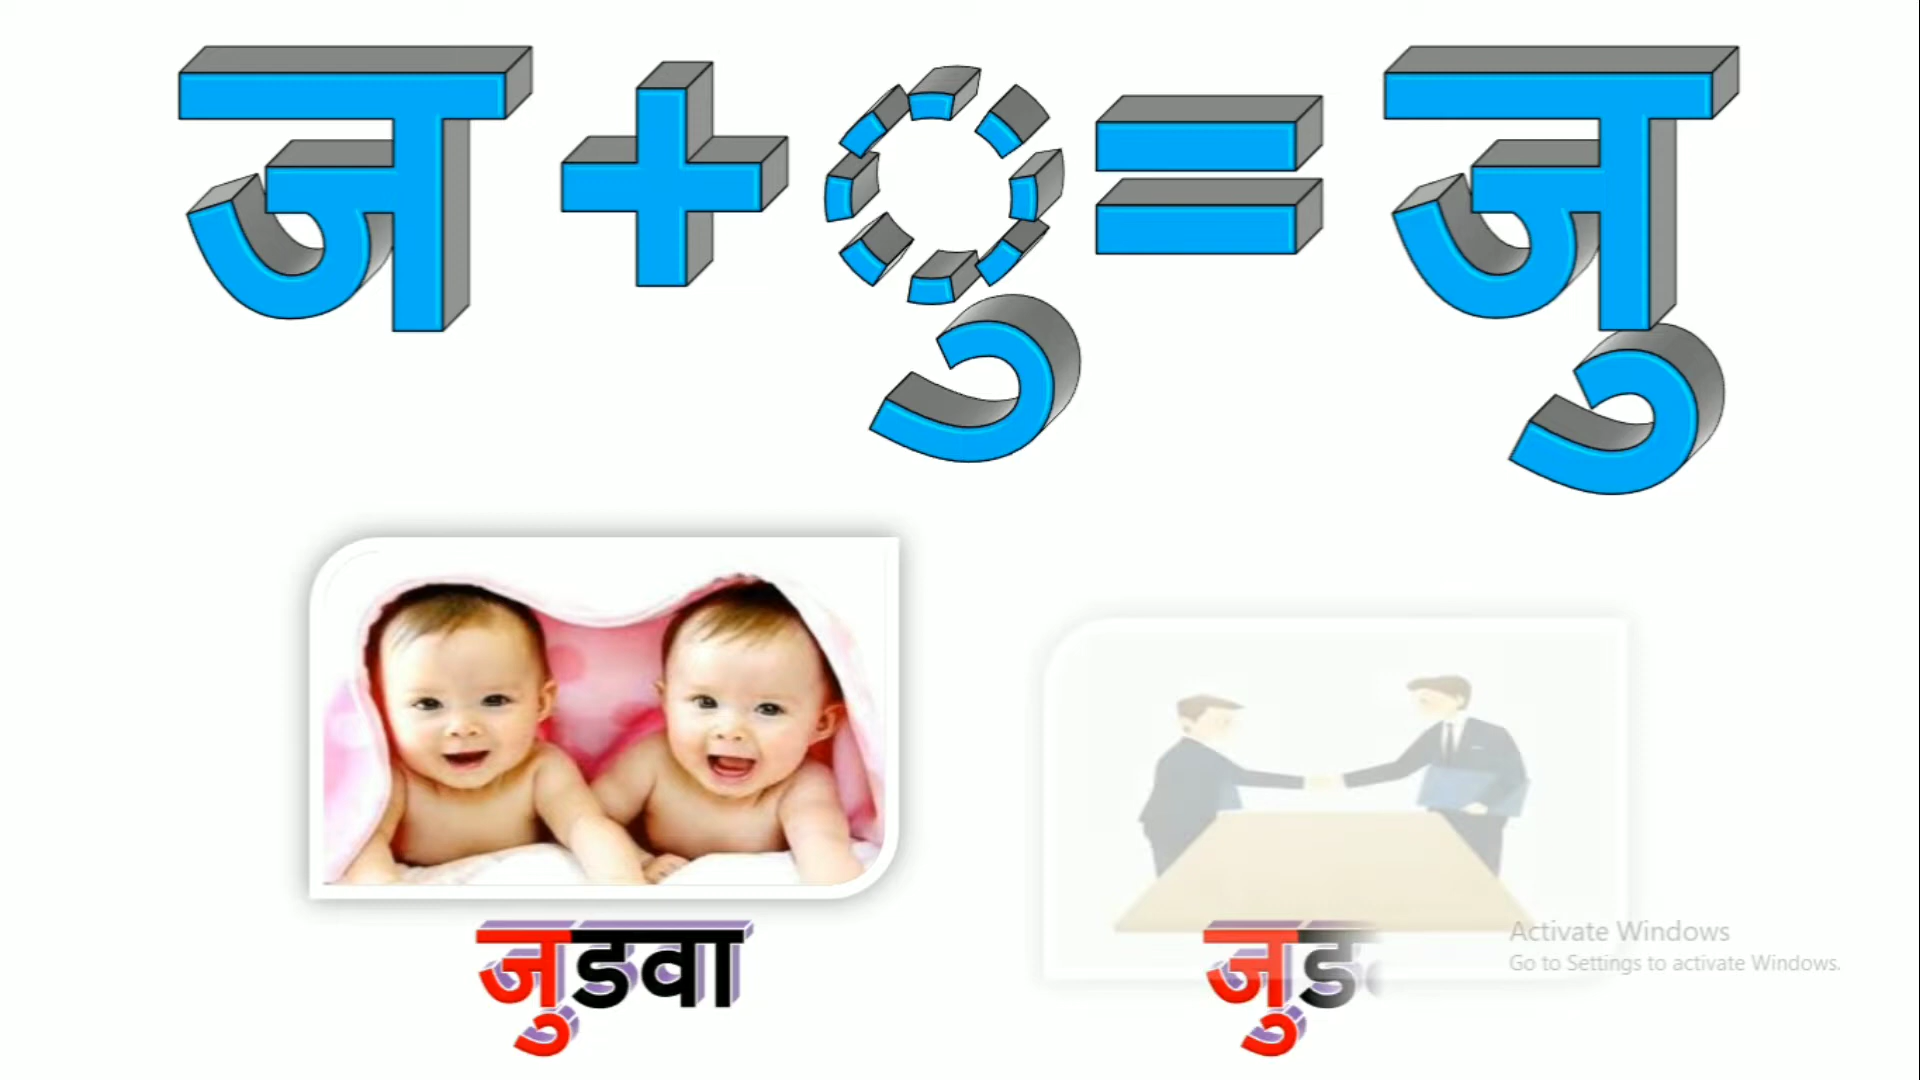 ज + ु = जु
जुडवा
जुड
Activate Windows
Go to Settings to activate Windows.